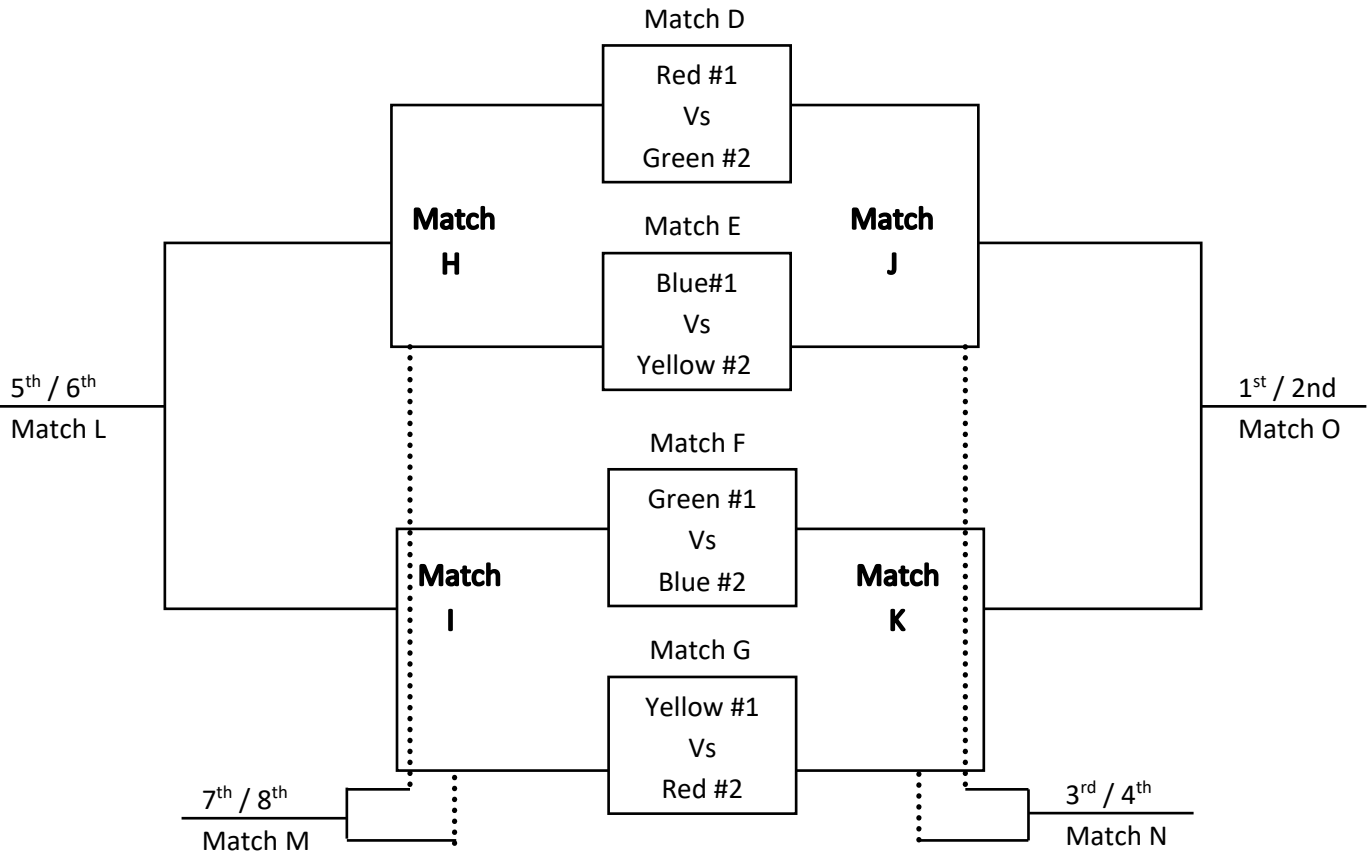 Match D
Red #1
Vs
Green #2
Match
H
Match E
Match
J
Blue#1
Vs
Yellow #2
5th / 6th
Match L
1st / 2nd
Match O
Match F
Green #1
Vs
Blue #2
Match
I
Match
K
Match G
Yellow #1
Vs
Red #2
7th / 8th
Match M
3rd / 4th
Match N